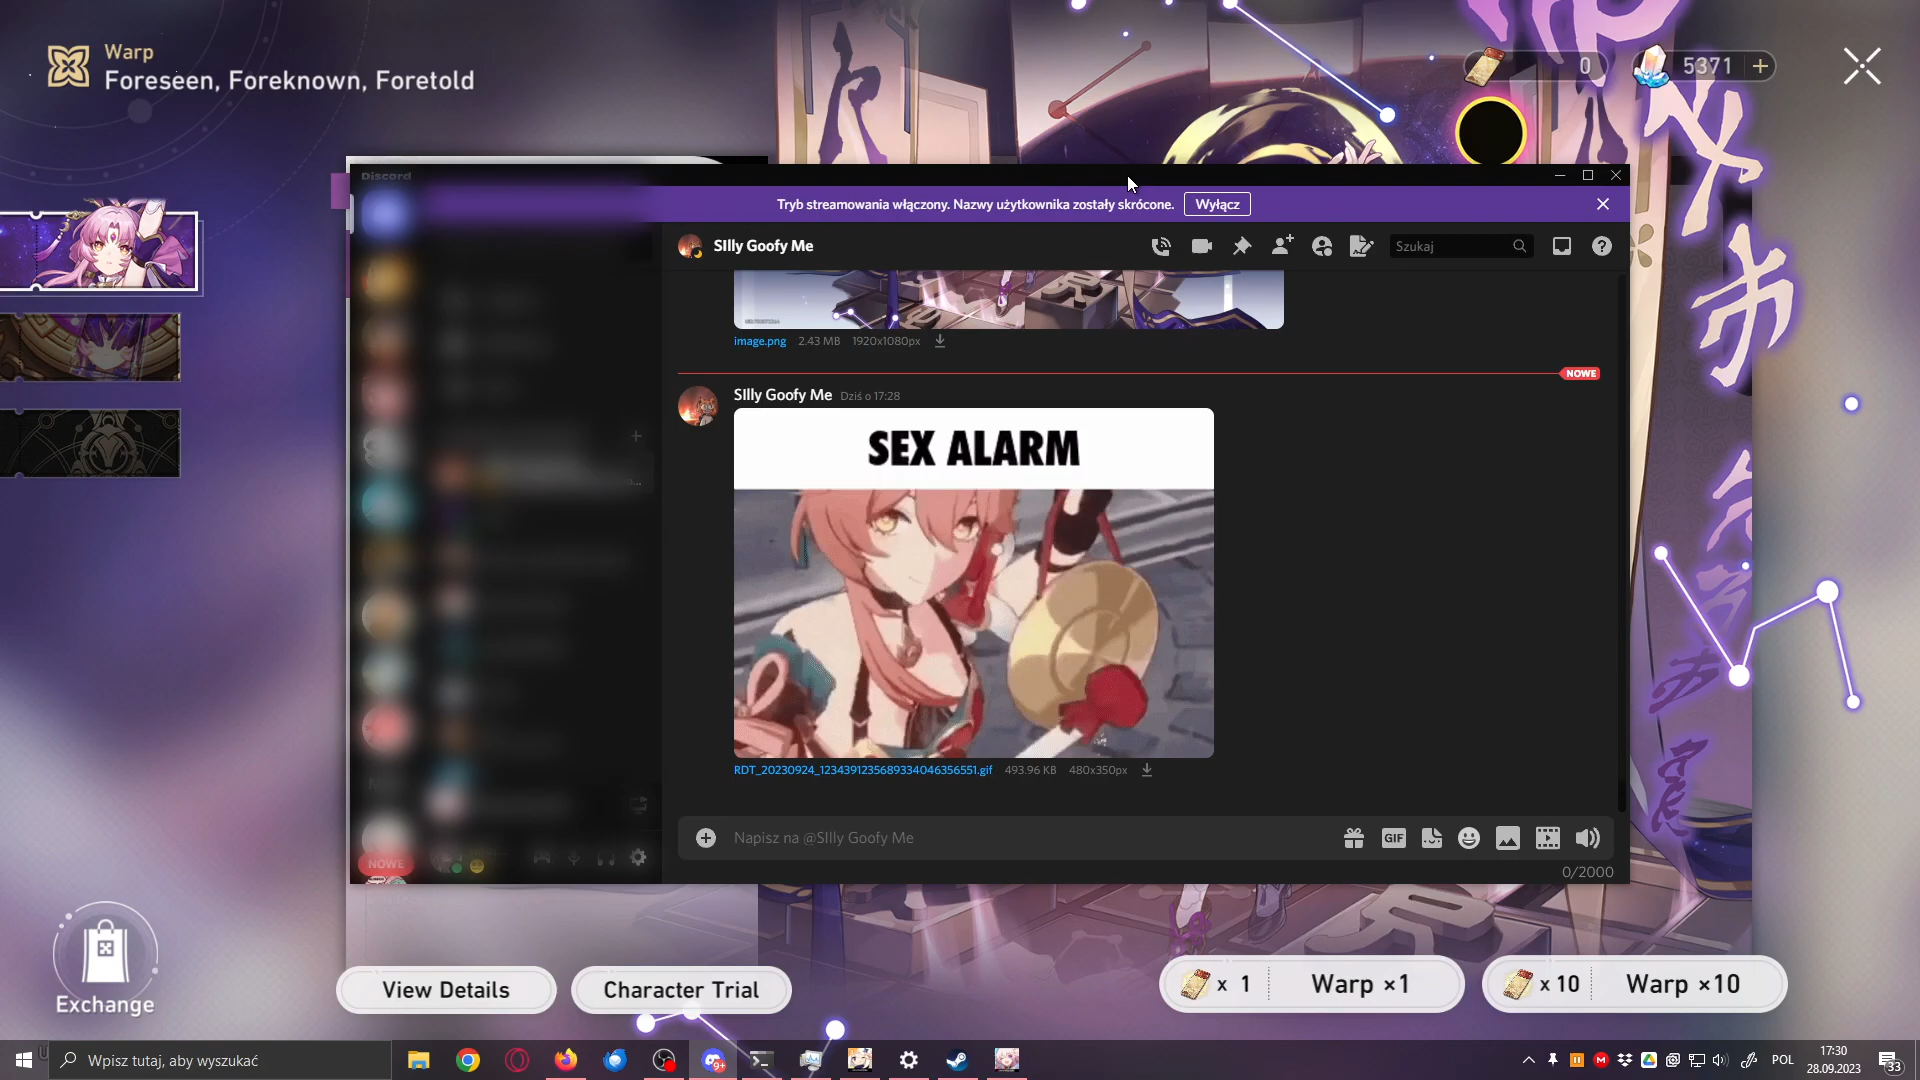 Warp
Foreseen, Foreknown, Foretold
0
5371
Discord
Tryb streamowania włączony. Nazwy użytkownika zostały skrócone.
Wyłącz
SIlly Goofy Me
Szukaj
image.png
2.43 MB
1920x1080px
NOWE
SIlly Goofy Me
Dziś o 17:28
SEX ALARM
RDT_20230924_1234391235689334046356551.gif
493.96 KB
480x350px
NOWE
Napisz na @SIlly Goofy Me
GIF
0/2000
Exchange
View Details
Character Trial
x 1
Warp ×1
x 10
Warp ×10
Wpisz tutaj, aby wyszukać
9+
POL
17:30
28.09.2023
33